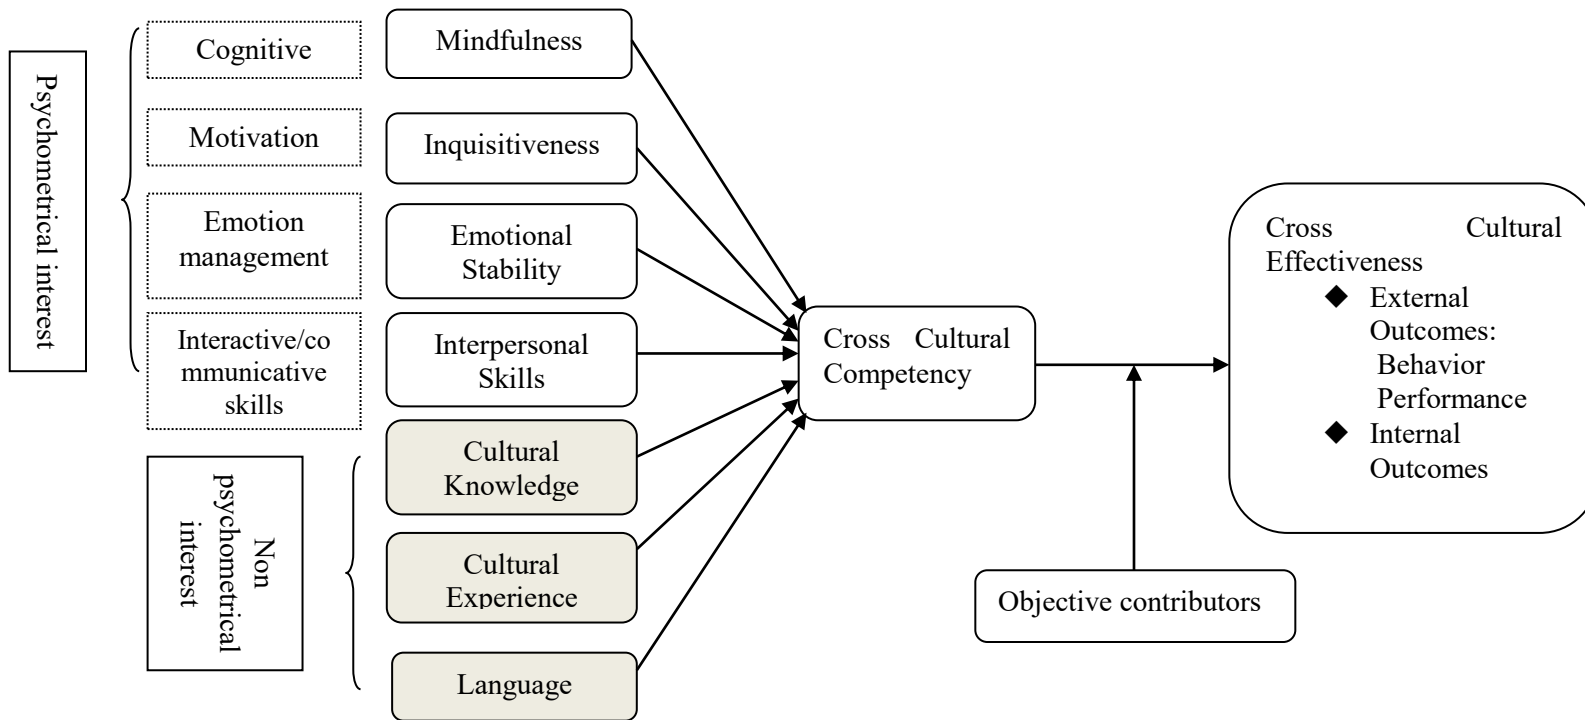 Psychometrical interest
Cognitive
Motivation
Emotion
management
Interactive/co
mmunicative
skills
Mindfulness
Inquisitiveness
Emotional
Stability
Interpersonal
Skills
Non
psychometrical
interest
Cultural
Knowledge
Cultural
Experience
Language
Cross Cultural
Competency
Objective contributors
Cross Cultural
Effectiveness
◆ External
Outcomes:
Behavior
Performance
◆ Internal
Outcomes